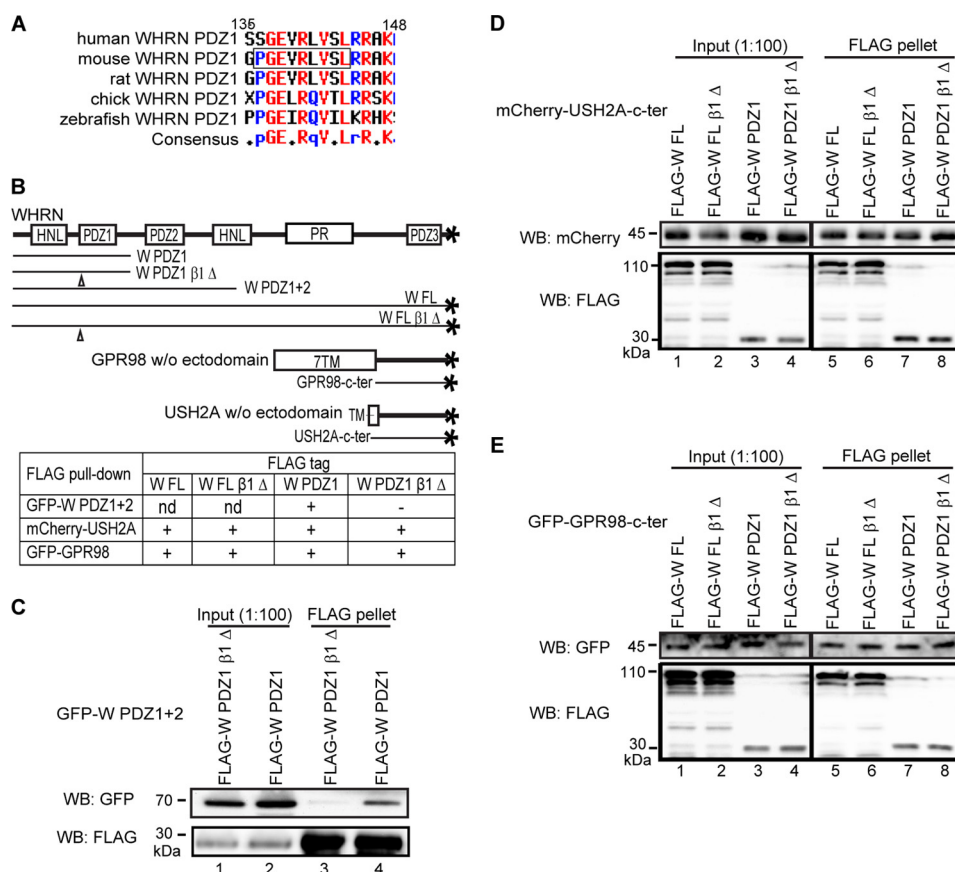 A
135 148
human WHRN PDZ1 SSGEVRLVSLRRAK
mouse WHRN PDZ1 GPGEVRLVSLRRAK
rat WHRN PDZ1 GPGEVRLVSLRRAK
chick WHRN PDZ1 XPGELRQVTLRRSK
zebrafish WHRN PDZ1 PPGEIRQVILKRAK
Consensus .pGE.RqV.Lr R.K
B
WHRN
HNL PDZ1 PDZ2 HNL PR PDZ3
W PDZ1
W PDZ1 β1 Δ
W PDZ1+2
W FL
W FL β1 Δ
GPR98 w/o ectodomain 7TM
GPR98-c-ter
USH2A w/o ectodomain TM
USH2A-c-ter
FLAG pull-down FLAG tag
W FL W FL β1 Δ W PDZ1 W PDZ1 β1 Δ
GFP-W PDZ1+2 nd nd + -
mCherry-USH2A + + + +
GFP-GPR98 + + + +
C
Input (1:100) FLAG pellet
GFP-W PDZ1+2
FLAG-W PDZ1 β1 Δ
FLAG-W PDZ1
FLAG-W PDZ1 β1 Δ
FLAG-W PDZ1
WB: GFP 70
WB: FLAG 30
kDa
1 2 3 4
D
Input (1:100) FLAG pellet
mCherry-USH2A-c-ter
FLAG-W FL
FLAG-W FL β1 Δ
FLAG-W PDZ1
FLAG-W PDZ1 β1 Δ
FLAG-W FL
FLAG-W FL β1 Δ
FLAG-W PDZ1
FLAG-W PDZ1 β1 Δ
WB: mCherry 45
110
WB: FLAG
30
kDa
1 2 3 4 5 6 7 8
E
Input (1:100) FLAG pellet
GFP-GPR98-c-ter
FLAG-W FL
FLAG-W FL β1 Δ
FLAG-W PDZ1
FLAG-W PDZ1 β1 Δ
FLAG-W FL
FLAG-W FL β1 Δ
FLAG-W PDZ1
FLAG-W PDZ1 β1 Δ
WB: GFP 45
110
WB: FLAG
30
kDa
1 2 3 4 5 6 7 8